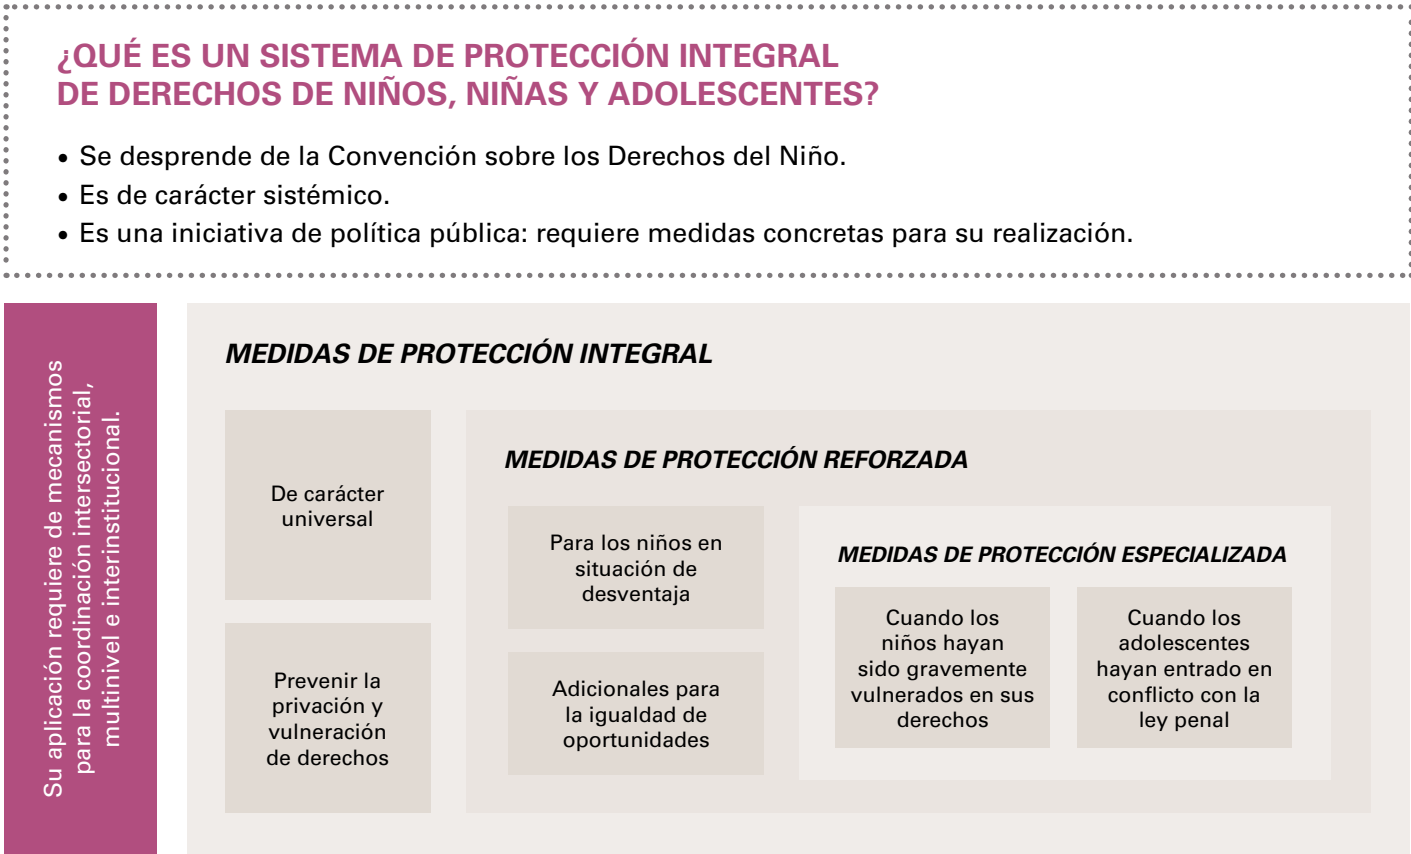 ¿QUÉ ES UN SISTEMA DE PROTECCIÓN INTEGRAL
DE DERECHOS DE NIÑOS, NIÑAS Y ADOLESCENTES?
• Se desprende de la Convención sobre los Derechos del Niño.
• Es de carácter sistémico.
• Es una iniciativa de política pública: requiere medidas concretas para su realización.
Su aplicación requiere de mecanismos
para la coordinación intersectorial,
multinivel e interinstitucional.
MEDIDAS DE PROTECCIÓN INTEGRAL
De carácter
universal
Prevenir la
privación y
vulneración
de derechos
MEDIDAS DE PROTECCIÓN REFORZADA
Para los niños en
situación de
desventaja
Adicionales para
la igualdad de
oportunidades
MEDIDAS DE PROTECCIÓN ESPECIALIZADA
Cuando los
niños hayan
sido gravemente
vulnerados en sus
derechos
Cuando los
adolescentes
hayan entrado en
conflicto con la
ley penal